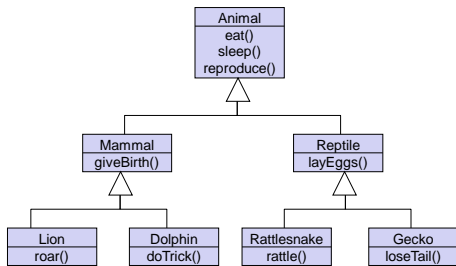 Animal
eat()
sleep()
reproduce()
Mammal
giveBirth()
Reptile
layEggs()
Lion
roar()
Dolphin
doTrick()
Rattlesnake
rattle()
Gecko
loseTail()